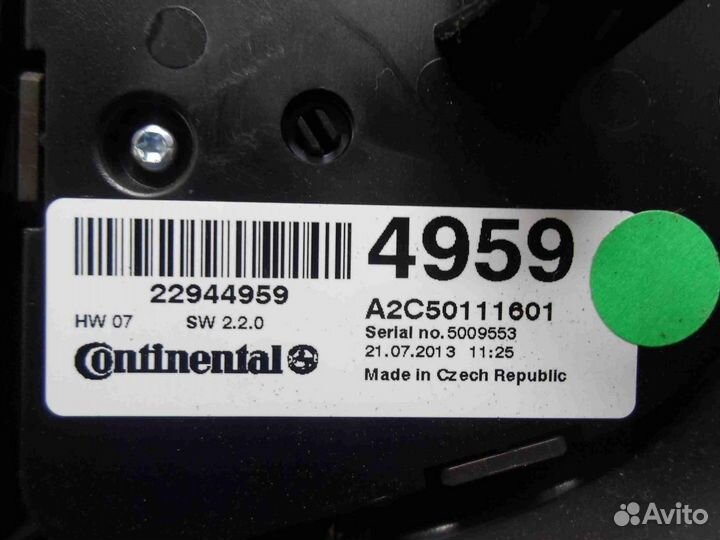 4959
22944959
A2C50111601
HW 07 SW 2.2.0
Serial no.5009553
21.07.2013 11:25
Continental
Made in Czech Republic
Avito